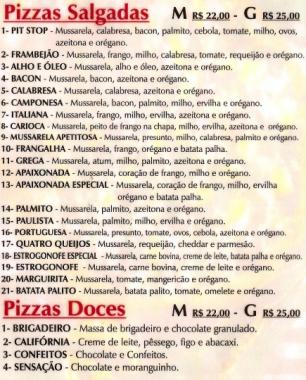 Pizzas Salgadas M R$ 22,00 - G R$ 25,00
1- PIT STOP - Mussarela, calabresa, bacon, palmito, cebola, tomate, milho, ovos,
azeitona e orégano.
2- FRAMBEJÃO - Mussarela, frango, milho, calabresa, tomate, requeijão e orégano.
3- ALHO E ÓLEO - Mussarela, alho e óleo, azeitona e orégano.
4- BACON - Mussarela, bacon, azeitona e orégano.
5- CALABRESA - Mussarela, calabresa, azeitona e orégano.
6- CAMPONESA - Mussarela, bacon, palmito, milho, ervilha e orégano.
7- ITALIANA - Mussarela, frango, milho, ervilha, azeitona e orégano.
8- CARIOCA - Mussarela, peito de frango na chapa, milho, ervilha, azeitona e orégano.
9- MUSSARELA APETITOSA - Mussarela, presunto, milho, calabresa, palmito e orégano.
10- FRANGALHA - Mussarela, frango, orégano e batata palha.
11- GREGA - Mussarela, atum, milho, palmito, azeitona e orégano.
12- APAIXONADA - Mussarela, coração de frango, milho e orégano.
13- APAIXONADA ESPECIAL - Mussarela, coração de frango, milho, ervilha
orégano e batata palha.
14- PALMITO - Mussarela, palmito, azeitona e orégano.
15- PAULISTA - Mussarela, palmito, milho, ervilha e orégano.
16- PORTUGUESA - Mussarela, presunto, tomate, ovos, cebola, azeitona e orégano.
17- QUATRO QUEIJOS - Mussarela, requeijão, cheddar e parmesão.
18- ESTROGONOFE ESPECIAL - Mussarela, carne bovina, creme de leite, batata palha e orégano.
19- ESTROGONOFE - Mussarela, carne bovina, creme de leite e orégano.
20- MARGUIRITA - Mussarela, tomate, mangericão e orégano.
21- BATATA PALITO - Mussarela, batata palito, tomate, omelete e orégano.
Pizzas Doces M R$ 22,00 - G R$ 25,00
1- BRIGADEIRO - Massa de brigadeiro e chocolate granulado.
2- CALIFÓRNIA - Creme de leite, pêssego, figo e abacaxi.
3- CONFEITOS - Chocolate e Confeitos.
4- SENSAÇÃO - Chocolate e moranguinho.